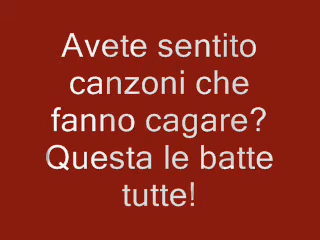 Avete sentito
canzoni che
fanno cagare?
Questa le batte
tutte!